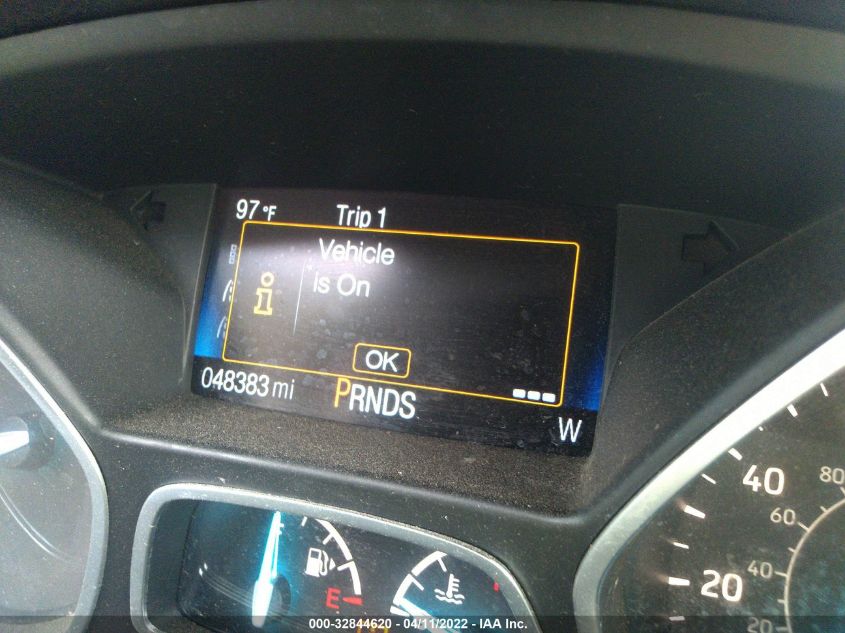 97 °F Trip 1
Vehicle
is On
OK
048383 mi PRNDS
W
40
80
60
20
40
20
E
000-32844620 - 04/11/2022 - IAA Inc.